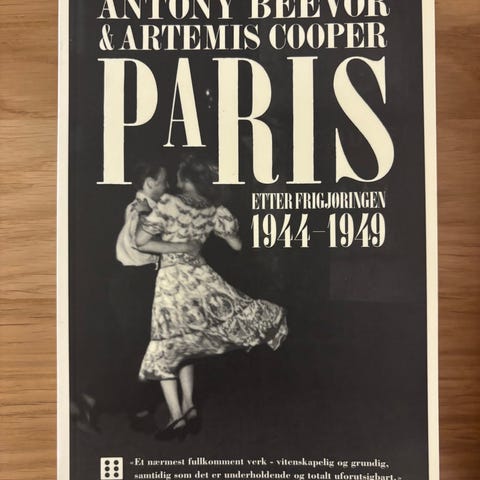 ANTONY BEEVOR
& ARTEMIS COOPER
PARIS
ETTER FRIGJØRINGEN
1944–1949
«Et nærmest fullkomment verk - vitenskapelig og grundig,
samtidig som det er underholdende og totalt uforutsigbart.»